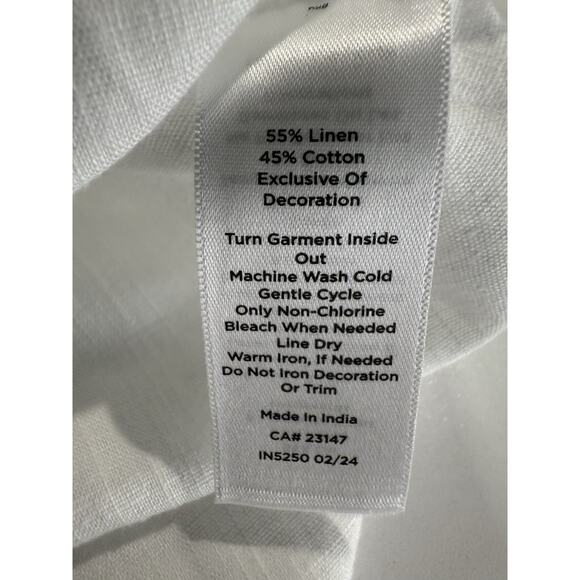 55% Linen
45% Cotton
Exclusive Of
Decoration
Turn Garment Inside
Out
Machine Wash Cold
Gentle Cycle
Only Non-Chlorine
Bleach When Needed
Line Dry
Warm Iron, If Needed
Do Not Iron Decoration
Or Trim
Made In India
CA# 23147
IN5250 02/24